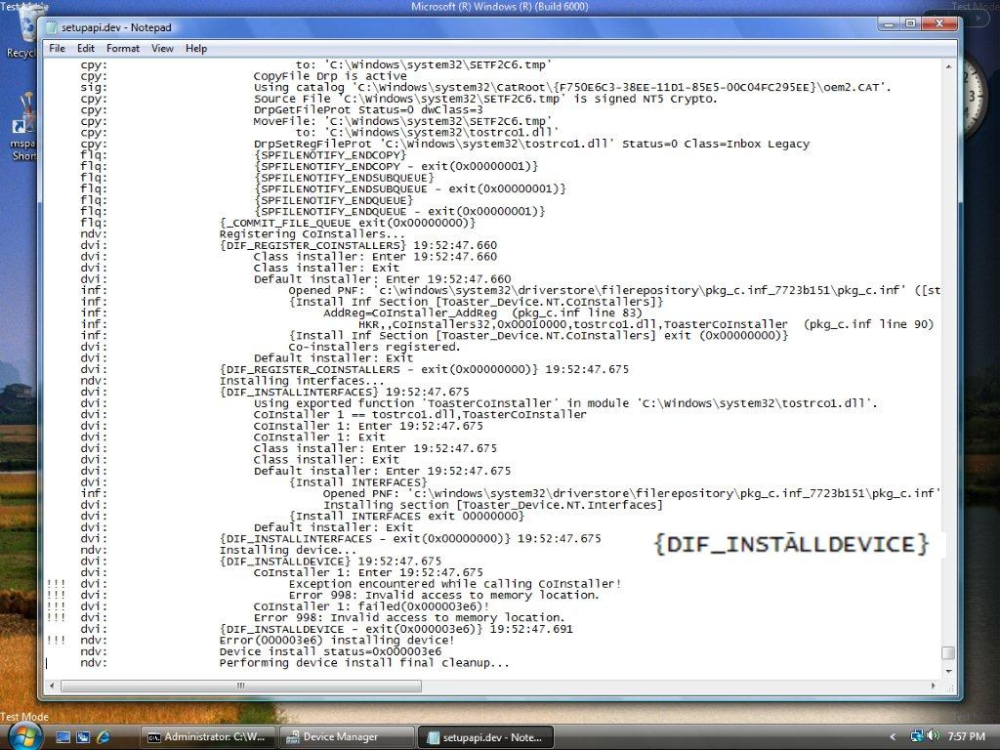 Test Mode
Microsoft (R) Windows (R) (Build 6000)
Test Mode
setupapi.dev - Notepad
File Edit Format View Help
cpy: to: 'C:\Windows\system32\SETF2C6.tmp'
cpy: CopyFile Drp is active
sig: Using catalog 'C:\Windows\system32\CatRoot\{F750E6C3-38EE-11D1-85E5-00C04FC295EE}\oem2.CAT'.
cpy: Source File 'C:\Windows\system32\SETF2C6.tmp' is signed NT5 Crypto.
cpy: DrpGetFileProt Status=0 dwClass=3
cpy: MoveFile: 'C:\Windows\system32\SETF2C6.tmp'
cpy: to: 'C:\Windows\system32\tostrco1.dll'
cpy: DrpSetRegFileProt 'C:\Windows\system32\tostrco1.dll' Status=0 Class=Inbox Legacy
flq: {SPFILENOTIFY_ENDCOPY}
flq: {SPFILENOTIFY_ENDCOPY - exit(0x00000001)}
flq: {SPFILENOTIFY_ENDSUBQUEUE}
flq: {SPFILENOTIFY_ENDSUBQUEUE - exit(0x00000001)}
flq: {SPFILENOTIFY_ENDQUEUE}
flq: {SPFILENOTIFY_ENDQUEUE - exit(0x00000001)}
flq: {_COMMIT_FILE_QUEUE exit(0x00000000)}
ndv: Registering CoInstallers...
dvi: {DIF_REGISTER_COINSTALLERS} 19:52:47.660
dvi: Class installer: Enter 19:52:47.660
dvi: Class installer: Exit
dvi: Default installer: Enter 19:52:47.660
inf: Opened PNF: 'c:\windows\system32\driverstore\filerepository\pkg_c.inf_7723b151\pkg_c.inf' ([st
inf: {Install Inf Section [Toaster_Device.NT.CoInstallers]}
inf: AddReg=CoInstaller_AddReg (pkg_c.inf line 83)
inf: HKR,,CoInstallers32,0x00010000,tostrco1.dll,ToasterCoInstaller (pkg_c.inf line 90)
inf: {Install Inf Section [Toaster_Device.NT.CoInstallers] exit (0x00000000)}
dvi: Co-installers registered.
dvi: Default installer: Exit
dvi: {DIF_REGISTER_COINSTALLERS - exit(0x00000000)} 19:52:47.675
ndv: Installing interfaces...
dvi: {DIF_INSTALLINTERFACES} 19:52:47.675
dvi: Using exported function 'ToasterCoInstaller' in module 'C:\Windows\system32\tostrco1.dll'.
dvi: CoInstaller 1 == tostrco1.dll,ToasterCoInstaller
dvi: CoInstaller 1: Enter 19:52:47.675
dvi: CoInstaller 1: Exit
dvi: Class installer: Enter 19:52:47.675
dvi: Class installer: Exit
dvi: Default installer: Enter 19:52:47.675
dvi: {Install INTERFACES}
inf: Opened PNF: 'c:\windows\system32\driverstore\filerepository\pkg_c.inf_7723b151\pkg_c.inf'
dvi: Installing section [Toaster_Device.NT.Interfaces]
dvi: {Install INTERFACES exit 00000000}
dvi: Default installer: Exit
dvi: {DIF_INSTALLINTERFACES - exit(0x00000000)} 19:52:47.675
{DIF_INSTALLDEVICE}
ndv: Installing device...
dvi: {DIF_INSTALLDEVICE} 19:52:47.675
dvi: CoInstaller 1: Enter 19:52:47.675
!!! dvi: Exception encountered while calling CoInstaller!
!!! dvi: Error 998: Invalid access to memory location.
!!! dvi: CoInstaller 1: failed(0x000003e6)!
!!! dvi: Error 998: Invalid access to memory location.
dvi: {DIF_INSTALLDEVICE - exit(0x000003e6)} 19:52:47.691
!!! ndv: Error(000003e6) installing device!
ndv: Device install status=0x000003e6
ndv: Performing device install final cleanup...
Recyc
mspa
Shor
Test Mode
Administrator: C:\W...
Device Manager
setupapi.dev - Note...
7:57 PM